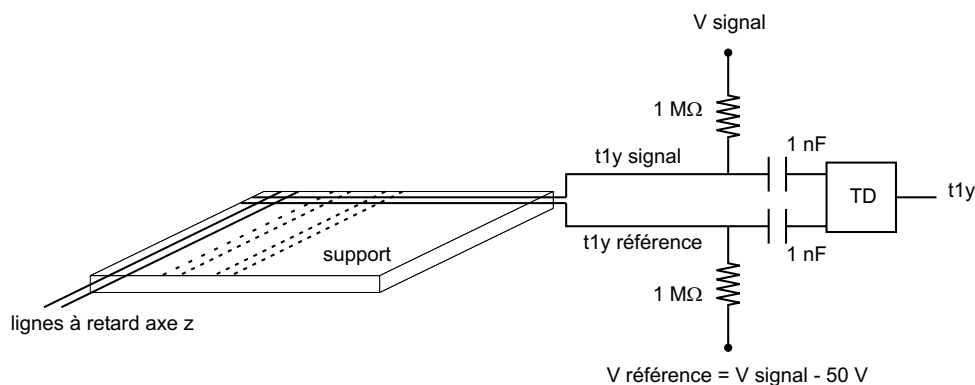 V signal
1 MΩ
1 nF
t1y signal
TD
t1y
t1y référence
1 nF
support
1 MΩ
lignes à retard axe z
V référence = V signal - 50 V